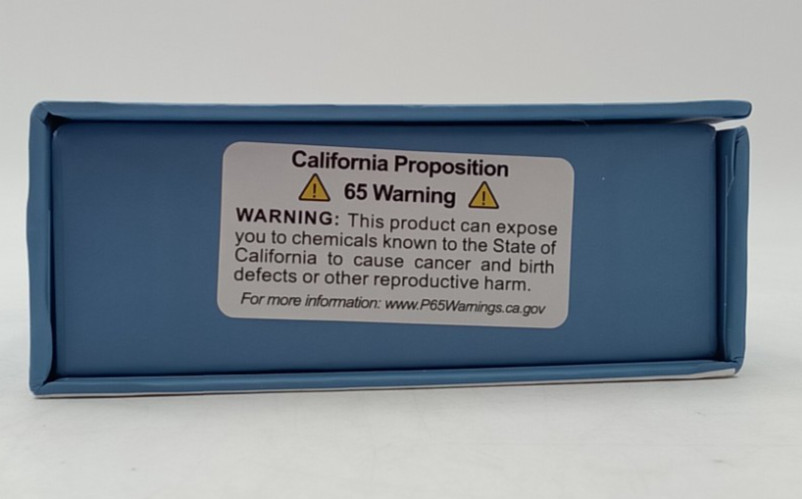 California Proposition
65 Warning
WARNING: This product can expose
you to chemicals known to the State of
California to cause cancer and birth
defects or other reproductive harm.
For more information: www.P65Warnings.ca.gov